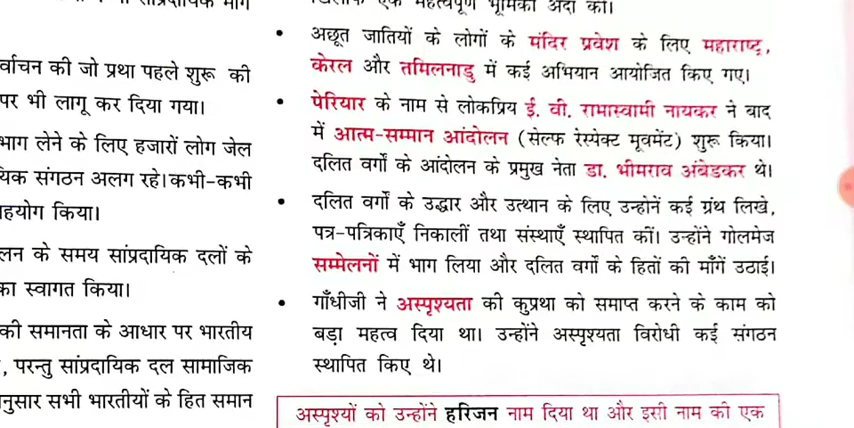 र्वाचन की जो प्रथा पहले शुरू की
पर भी लागू कर दिया गया।
भाग लेने के लिए हजारों लोग जेल
यिक संगठन अलग रहे।कभी-कभी
हयोग किया।
लन के समय सांप्रदायिक दलों के
का स्वागत किया।
की समानता के आधार पर भारतीय
, परन्तु सांप्रदायिक दल सामाजिक
नुसार सभी भारतीयों के हित समान
एक महत्वपूर्ण भूमिका अदा की।
• अछूत जातियों के लोगों के मंदिर प्रवेश के लिए महाराष्ट्र,
केरल और तमिलनाडु में कई अभियान आयोजित किए गए।
• पेरियार के नाम से लोकप्रिय ई. वी. रामास्वामी नायकर ने बाद
में आत्म-सम्मान आंदोलन (सेल्फ रेस्पेक्ट मूवमेंट) शुरू किया।
दलित वर्गों के आंदोलन के प्रमुख नेता डा. भीमराव अंबेडकर थे।
• दलित वर्गों के उद्धार और उत्थान के लिए उन्होनें कई ग्रंथ लिखे,
पत्र-पत्रिकाएँ निकालीं तथा संस्थाएँ स्थापित कीं। उन्होंने गोलमेज
सम्मेलनों में भाग लिया और दलित वर्गों के हितों की माँगें उठाई।
• गाँधीजी ने अस्पृश्यता की कुप्रथा को समाप्त करने के काम को
बड़ा महत्व दिया था। उन्होंने अस्पृश्यता विरोधी कई संगठन
स्थापित किए थे।
अस्पृश्यों को उन्होंने हरिजन नाम दिया था और इसी नाम की एक